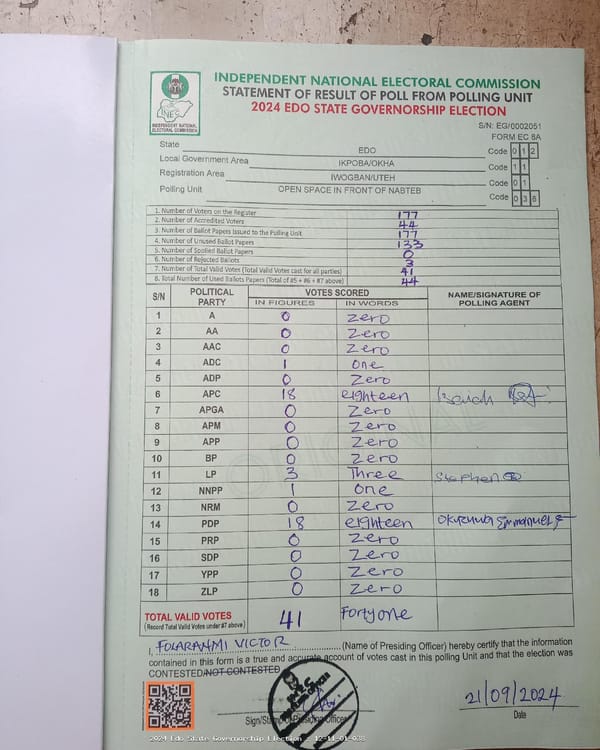 INDEPENDENT NATIONAL ELECTORAL COMMISSION
STATEMENT OF RESULT OF POLL FROM POLLING UNIT
2024 EDO STATE GOVERNORSHIP ELECTION
INEC
INDEPENDENT NATIONAL
ELECTORAL COMMISSION
S/N: EG/0002051
FORM EC 8A
State EDO Code 0 1 2
Local Government Area IKPOBA/OKHA Code 1 1
Registration Area IWOGBAN/UTEH Code 0 1
Polling Unit OPEN SPACE IN FRONT OF NABTEB Code 0 3 8
1. Number of Voters on the Register 177
2. Number of Accredited Voters 44
3. Number of Ballot Papers Issued to the Polling Unit 177
4. Number of Unused Ballot Papers 133
5. Number of Spoiled Ballot Papers 0
6. Number of Rejected Ballots 3
7. Number of Total Valid Votes (Total Valid Votes cast for all parties) 41
8. Total Number of Used Ballots Papers (Total of #5 + #6 + #7 above) 44
S/N POLITICAL PARTY VOTES SCORED NAME/SIGNATURE OF POLLING AGENT
IN FIGURES IN WORDS
1 A 0 Zero
2 AA 0 Zero
3 AAC 0 Zero
4 ADC 1 One
5 ADP 0 Zero
6 APC 18 eighteen
7 APGA 0 Zero
8 APM 0 Zero
9 APP 0 Zero
10 BP 0 Zero
11 LP 3 Three Stephen
12 NNPP 1 One
13 NRM 0 Zero
14 PDP 18 eighteen Emmanuel
15 PRP 0 Zero
16 SDP 0 Zero
17 YPP 0 Zero
18 ZLP 0 Zero
TOTAL VALID VOTES 41 Forty one
(Record Total Valid Votes under #7 above)
I, FOLARANMI VICTOR (Name of Presiding Officer) hereby certify that the information
contained in this form is a true and accurate account of votes cast in this polling Unit and that the election was
CONTESTED/NOT CONTESTED
21/09/2024
Sign/Stamp of Presiding Officer Date
2024 Edo State Governorship Election - 12-11-01-038